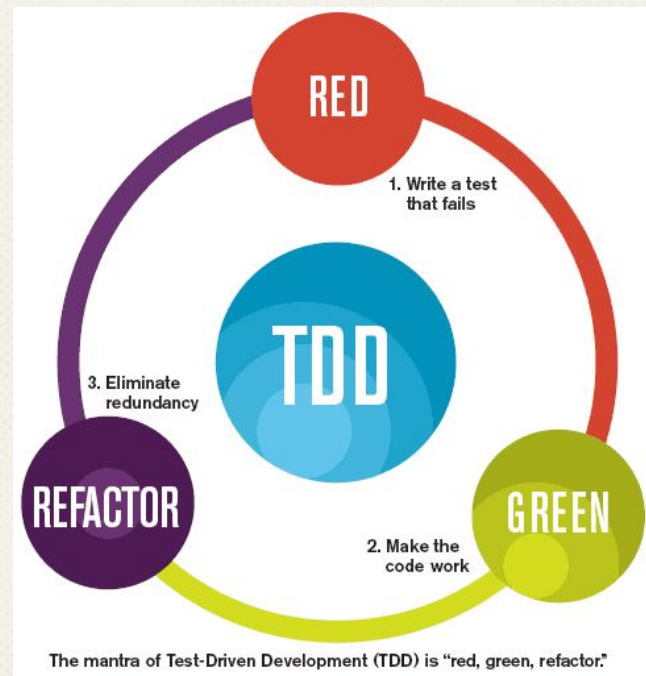 RED
1. Write a test
that fails
TDD
3. Eliminate
redundancy
REFACTOR
GREEN
2. Make the
code work
The mantra of Test-Driven Development (TDD) is “red, green, refactor.”